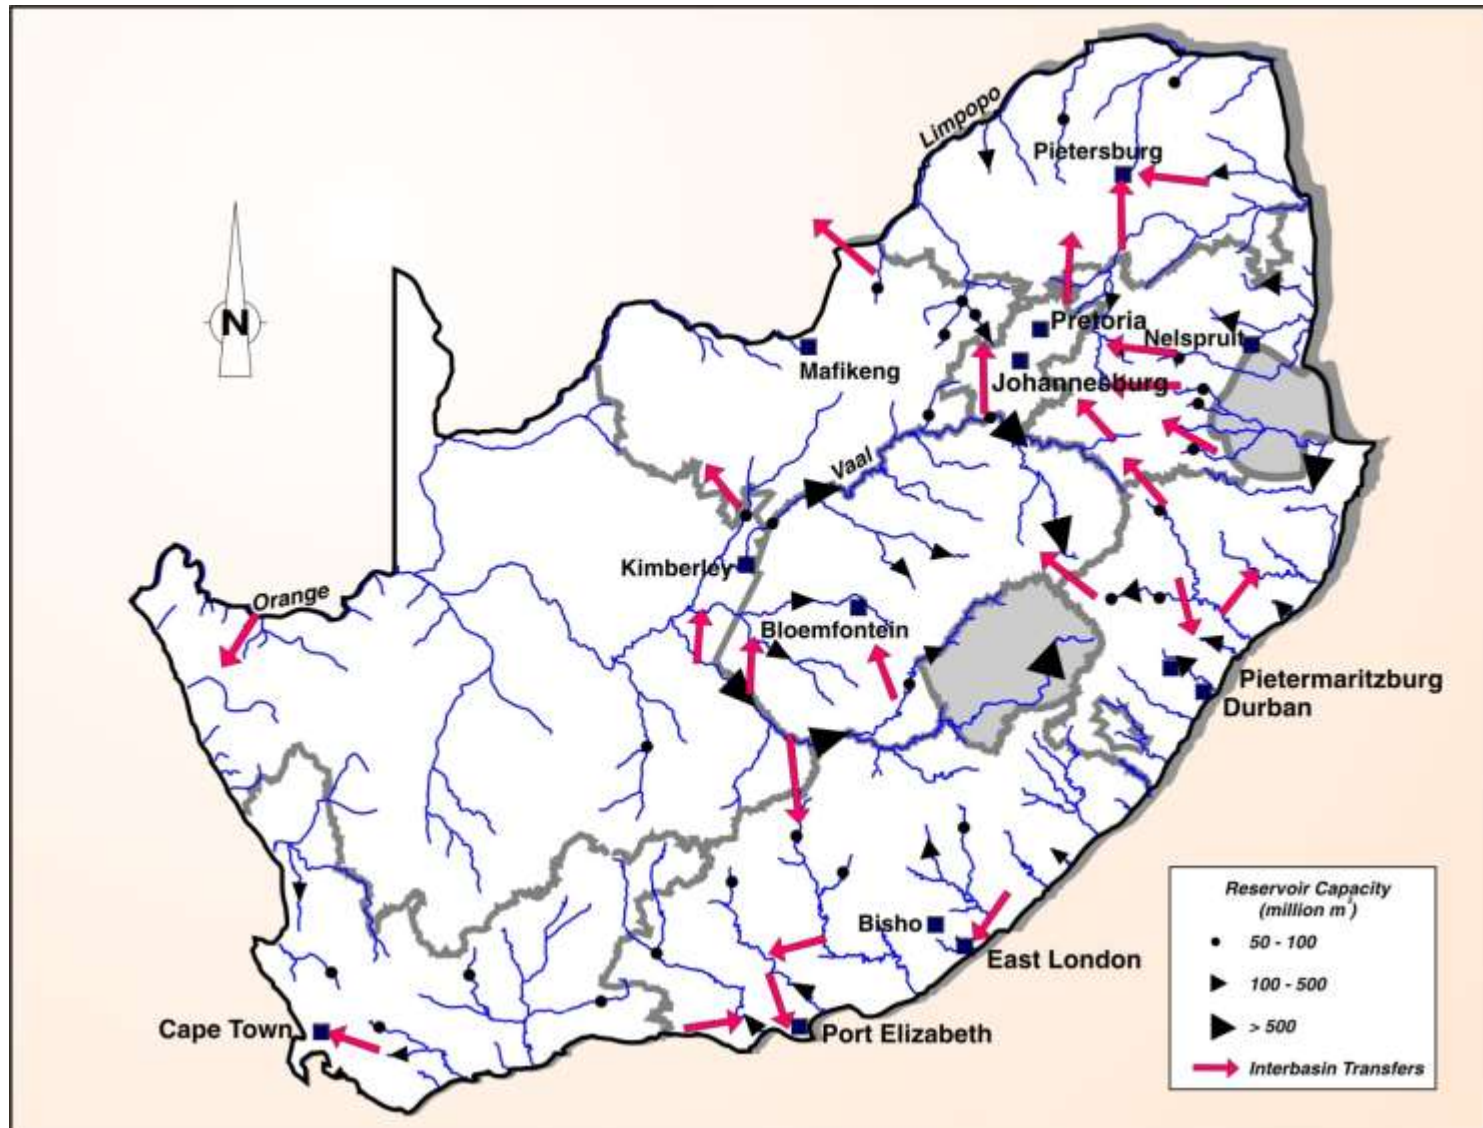 Limpopo
Pietersburg
N
Pretoria
Nelspruit
Mafikeng
Johannesburg
Vaal
Kimberley
Orange
Bloemfontein
Pietermaritzburg
Durban
Bisho
East London
Cape Town
Port Elizabeth
Reservoir Capacity
(million m³)
50 - 100
100 - 500
> 500
Interbasin Transfers